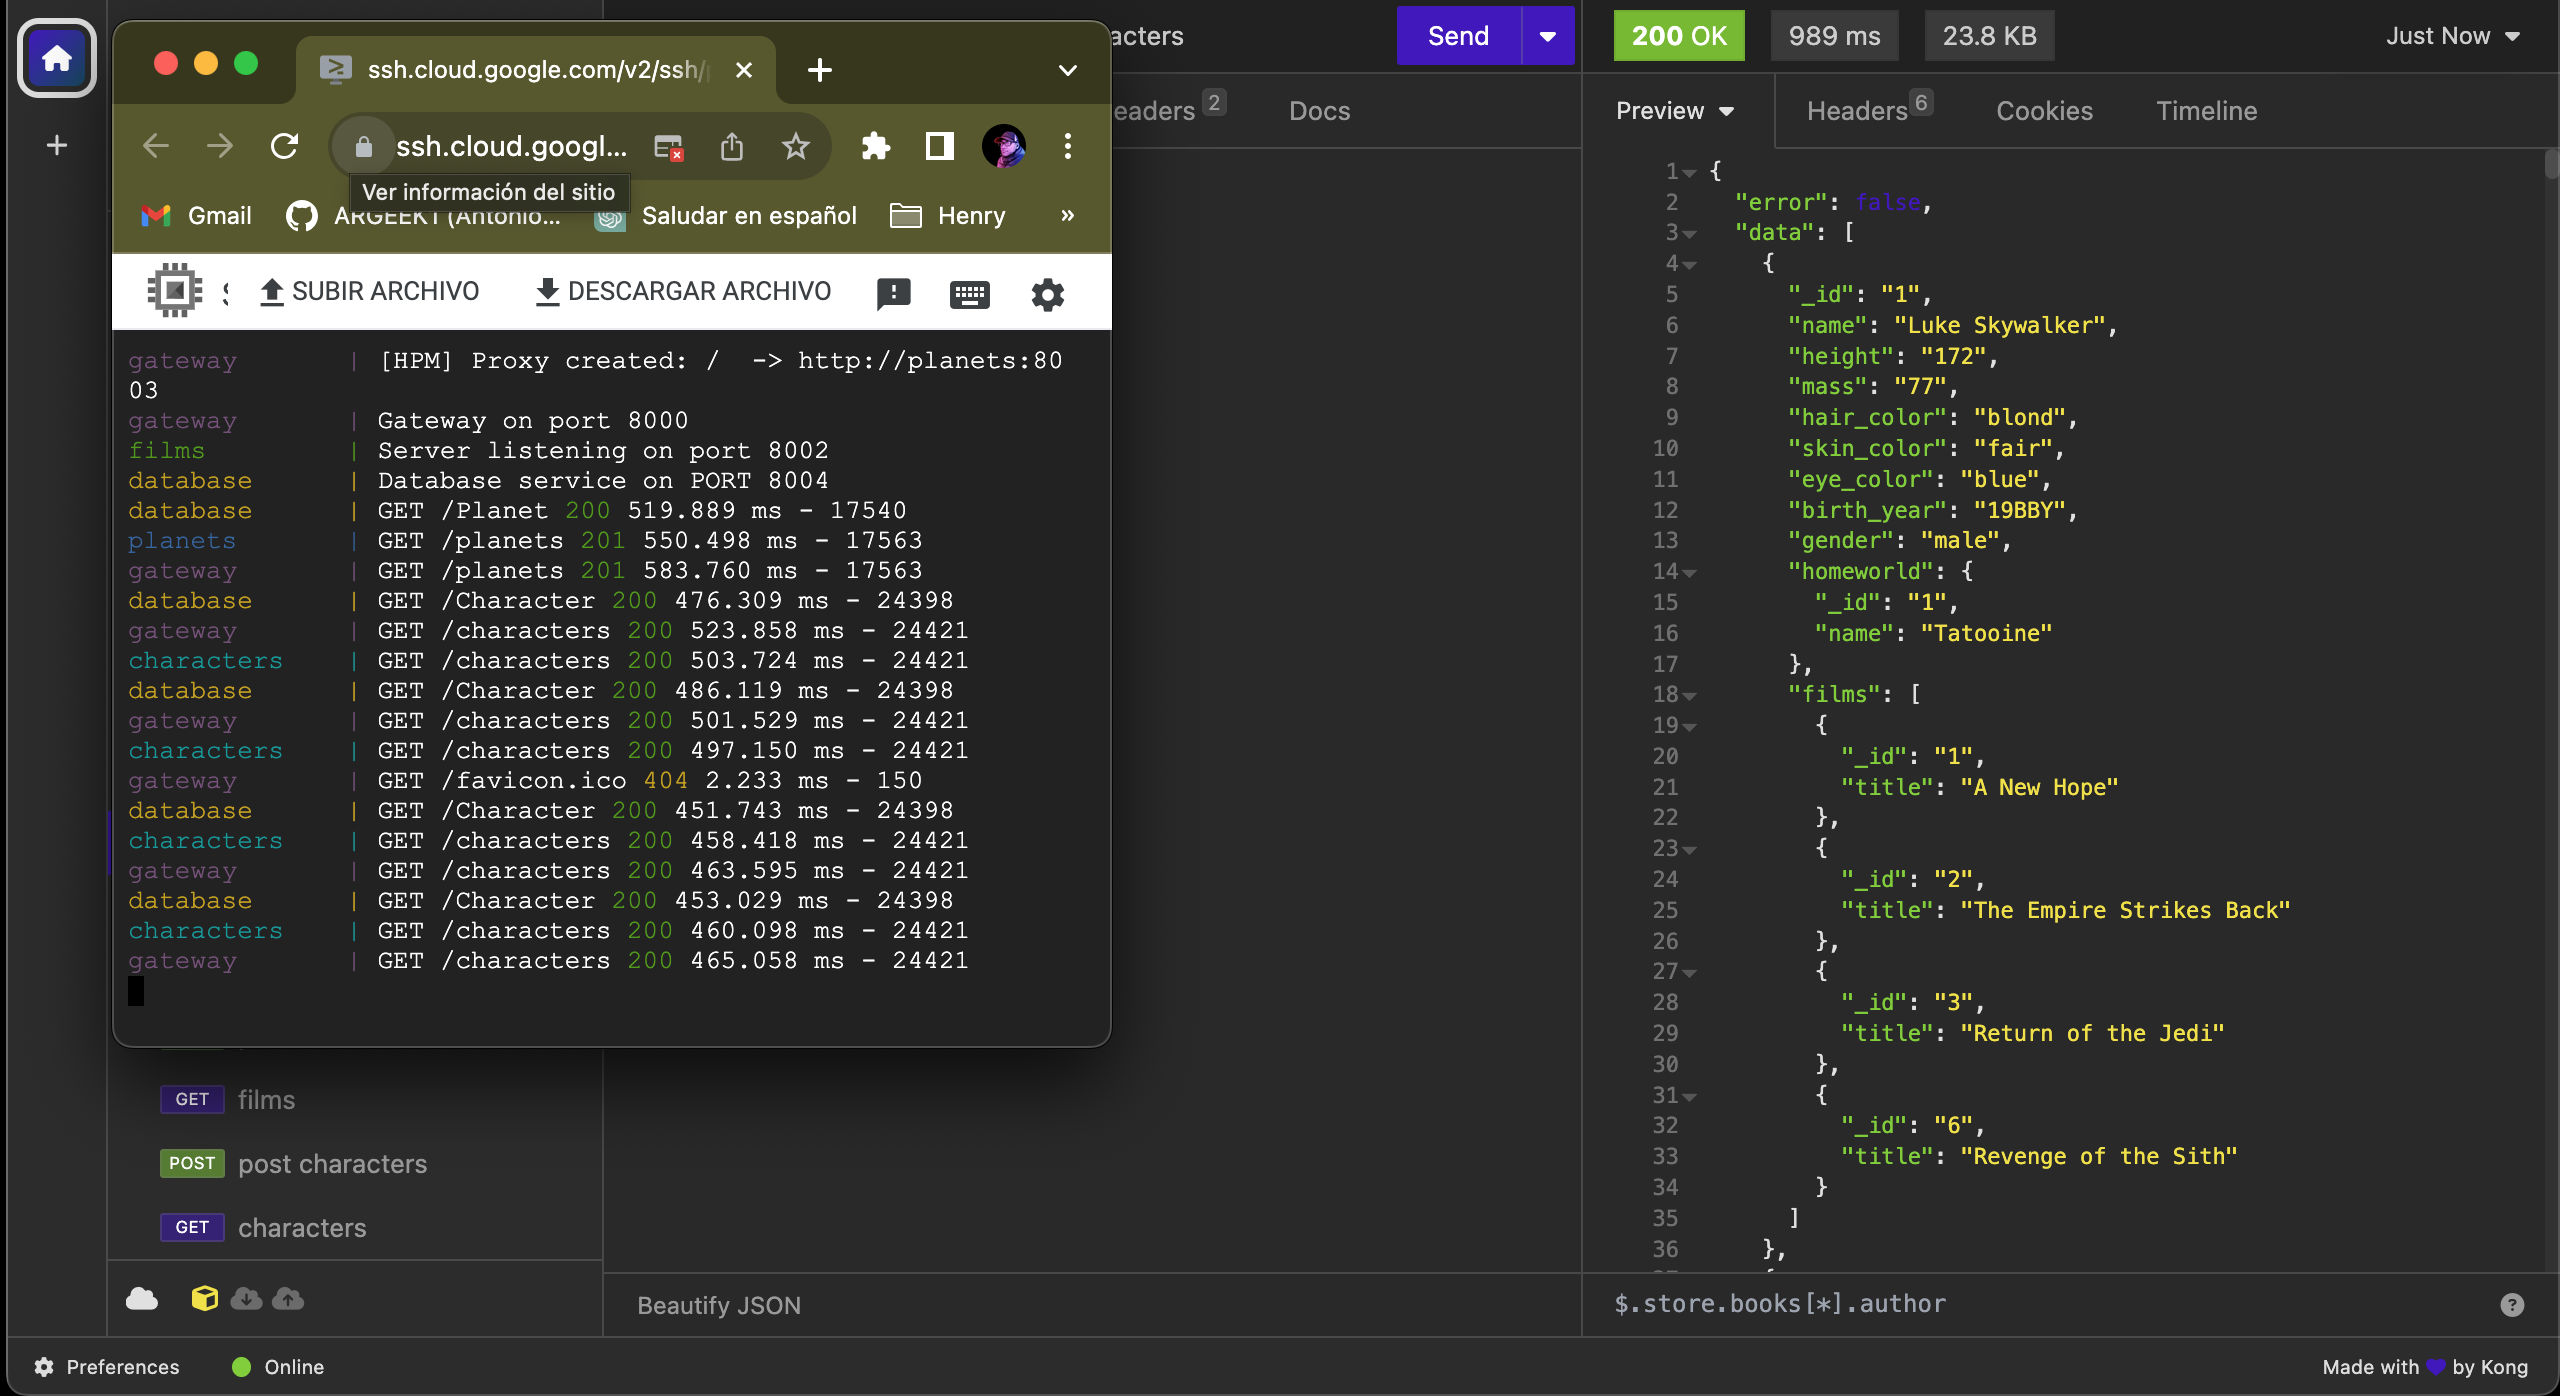 ssh.cloud.google.com/v2/ssh/
ssh.cloud.googl...
Ver información del sitio
Gmail
ARGEEKT (Antonio...
Saludar en español
Henry
»
SUBIR ARCHIVO
DESCARGAR ARCHIVO
gateway | [HPM] Proxy created: / -> http://planets:80
03
gateway | Gateway on port 8000
films | Server listening on port 8002
database | Database service on PORT 8004
database | GET /Planet 200 519.889 ms - 17540
planets | GET /planets 201 550.498 ms - 17563
gateway | GET /planets 201 583.760 ms - 17563
database | GET /Character 200 476.309 ms - 24398
gateway | GET /characters 200 523.858 ms - 24421
characters | GET /characters 200 503.724 ms - 24421
database | GET /Character 200 486.119 ms - 24398
gateway | GET /characters 200 501.529 ms - 24421
characters | GET /characters 200 497.150 ms - 24421
gateway | GET /favicon.ico 404 2.233 ms - 150
database | GET /Character 200 451.743 ms - 24398
characters | GET /characters 200 458.418 ms - 24421
gateway | GET /characters 200 463.595 ms - 24421
database | GET /Character 200 453.029 ms - 24398
characters | GET /characters 200 460.098 ms - 24421
gateway | GET /characters 200 465.058 ms - 24421
GET films
POST post characters
GET characters
Preferences
Online
acters
Send
eaders 2
Docs
Beautify JSON
200 OK
989 ms
23.8 KB
Just Now
Preview
Headers 6
Cookies
Timeline
1 {
2 "error": false,
3 "data": [
4 {
5 "_id": "1",
6 "name": "Luke Skywalker",
7 "height": "172",
8 "mass": "77",
9 "hair_color": "blond",
10 "skin_color": "fair",
11 "eye_color": "blue",
12 "birth_year": "19BBY",
13 "gender": "male",
14 "homeworld": {
15 "_id": "1",
16 "name": "Tatooine"
17 },
18 "films": [
19 {
20 "_id": "1",
21 "title": "A New Hope"
22 },
23 {
24 "_id": "2",
25 "title": "The Empire Strikes Back"
26 },
27 {
28 "_id": "3",
29 "title": "Return of the Jedi"
30 },
31 {
32 "_id": "6",
33 "title": "Revenge of the Sith"
34 }
35 ]
36 },
$.store.books[*].author
Made with by Kong